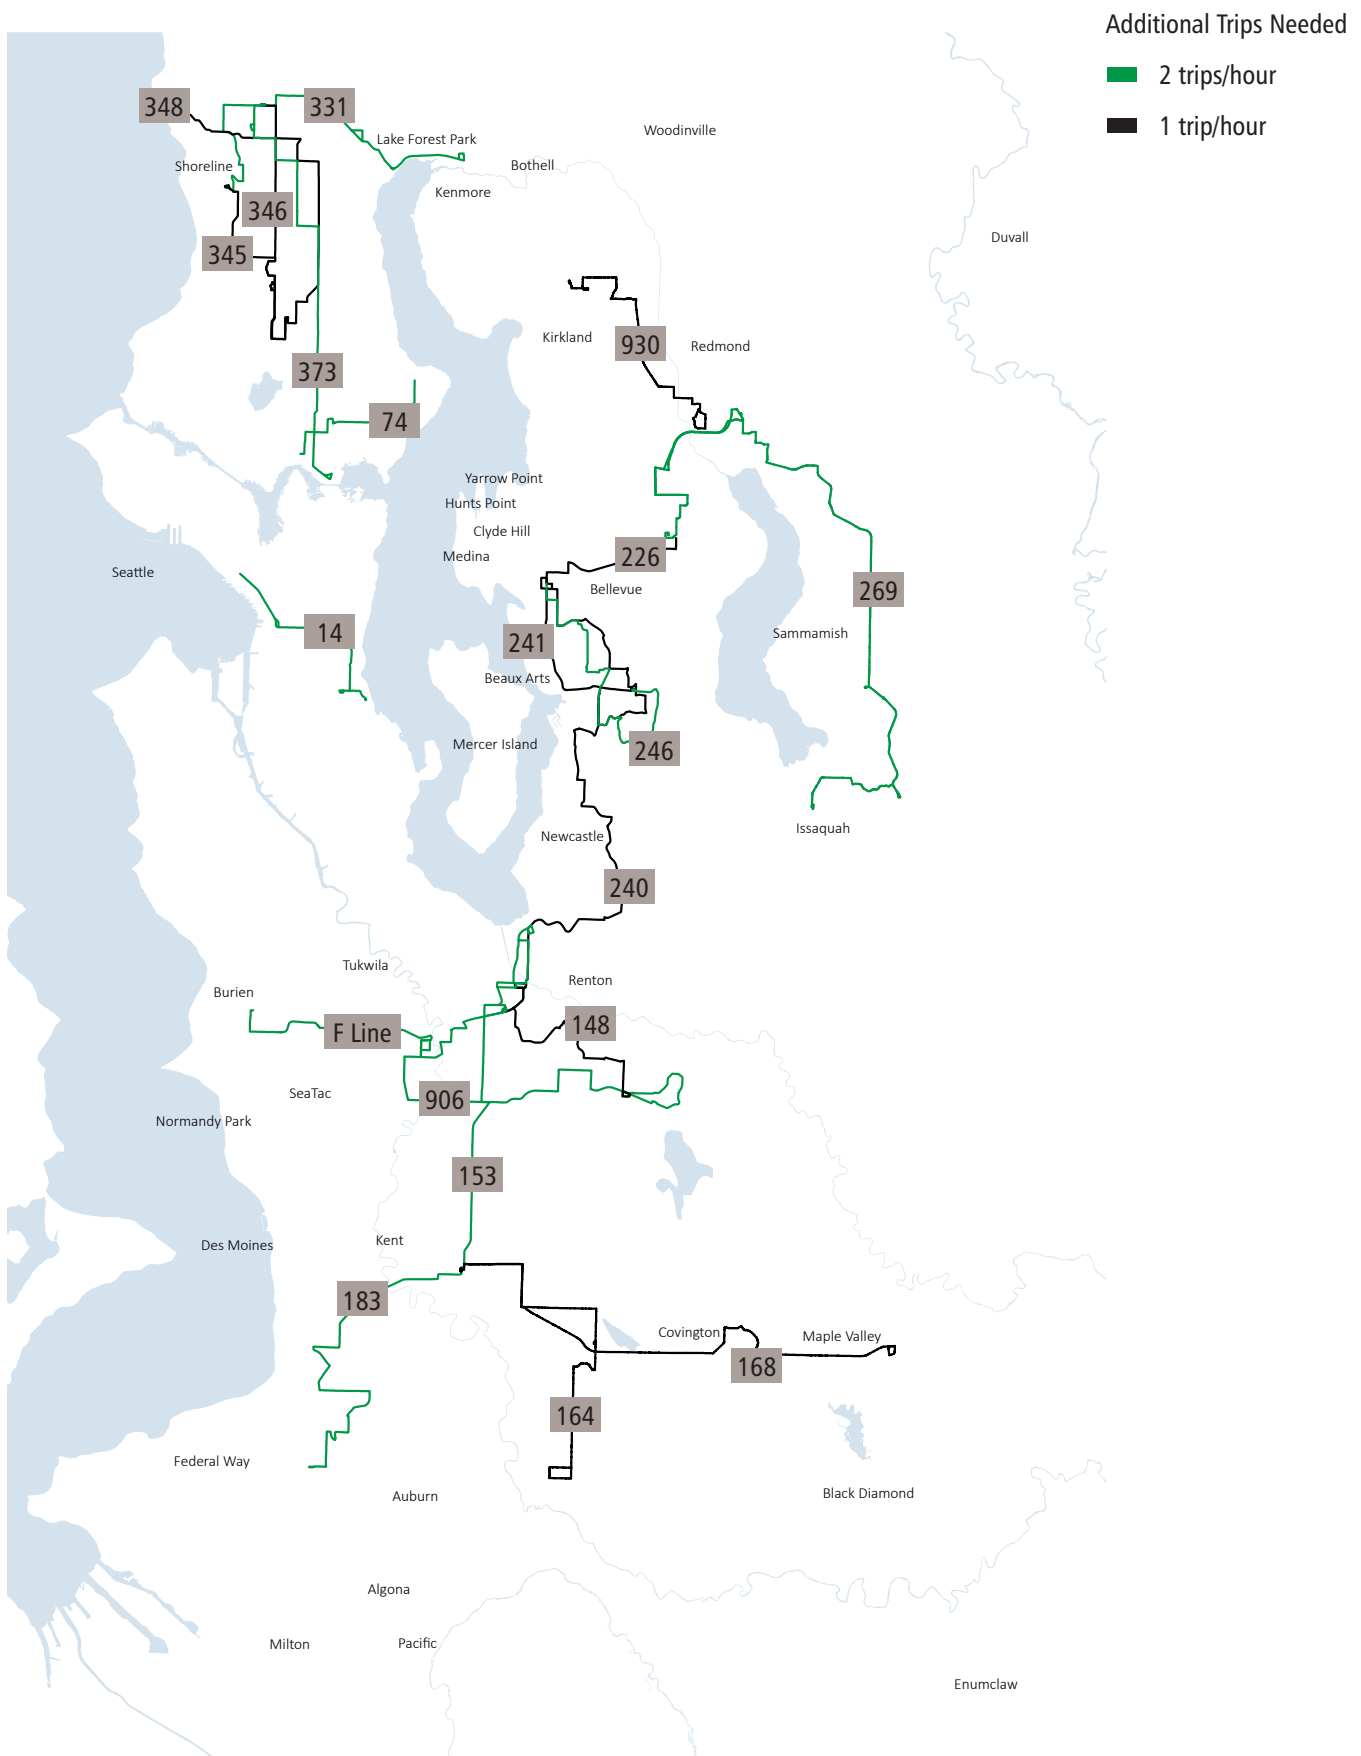 Additional Trips Needed
2 trips/hour
1 trip/hour
348
331
Woodinville
Lake Forest Park
Shoreline
Bothell
Kenmore
346
345
Duvall
Kirkland
930
Redmond
373
74
Yarrow Point
Hunts Point
Clyde Hill
Medina
226
Seattle
Bellevue
269
14
241
Sammamish
Beaux Arts
Mercer Island
246
Issaquah
Newcastle
240
Tukwila
Renton
Burien
F Line
148
SeaTac
906
Normandy Park
153
Kent
Des Moines
183
Covington
Maple Valley
168
164
Federal Way
Auburn
Black Diamond
Algona
Milton
Pacific
Enumclaw